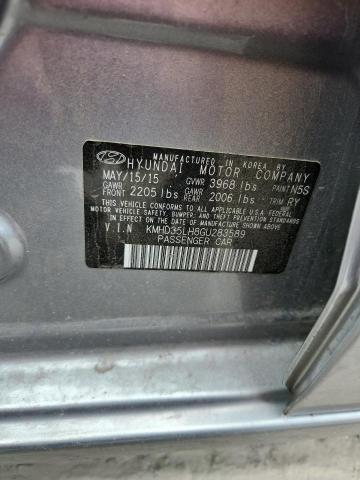 MANUFACTURED IN KOREA BY
HYUNDAI MOTOR COMPANY
MAY/15/15 GVWR 3968 lbs PAINT N5S
GAWR FRONT 2205 lbs GAWR REAR 2006 lbs TRIM RY
THIS VEHICLE CONFORMS TO ALL APPLICABLE FEDERAL
MOTOR VEHICLE SAFETY, BUMPER, AND THEFT PREVENTION
STANDARDS IN EFFECT ON THE DATE OF MANUFACTURE SHOWN ABOVE.
V.I.N KMHD35LH8GU283589
PASSENGER CAR